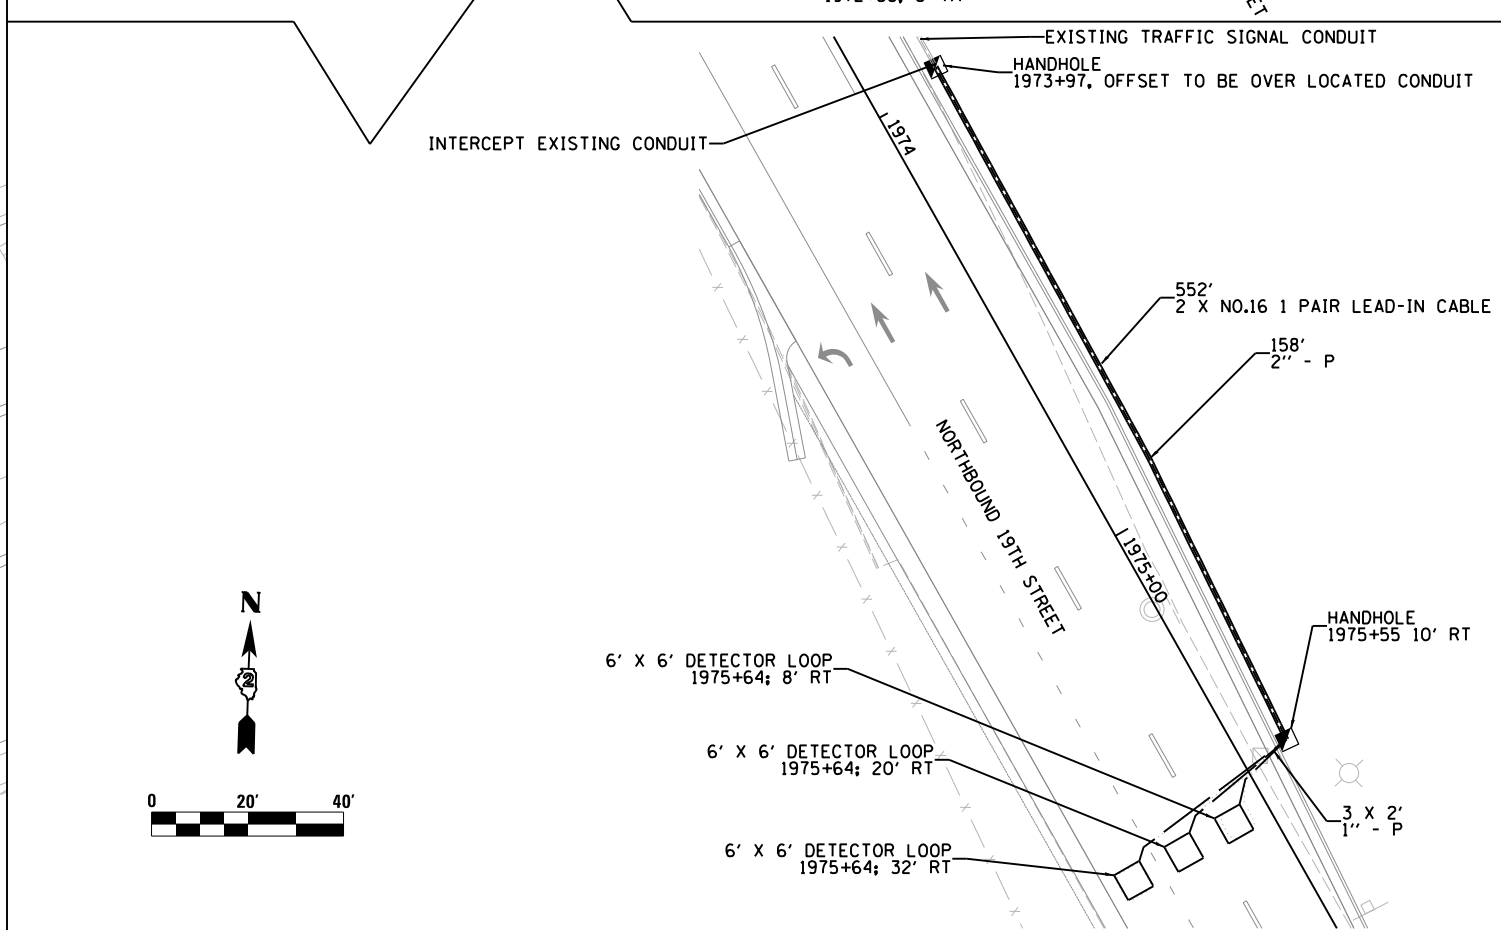 EXISTING TRAFFIC SIGNAL CONDUIT
HANDHOLE
1973+97, OFFSET TO BE OVER LOCATED CONDUIT
INTERCEPT EXISTING CONDUIT
1974
552'
2 X NO.16 1 PAIR LEAD-IN CABLE
158'
2'' - P
NORTHBOUND 19TH STREET
1975+00
HANDHOLE
1975+55 10' RT
6' X 6' DETECTOR LOOP
1975+64; 8' RT
6' X 6' DETECTOR LOOP
1975+64; 20' RT
6' X 6' DETECTOR LOOP
1975+64; 32' RT
3 X 2'
1'' - P
N
2
0 20' 40'